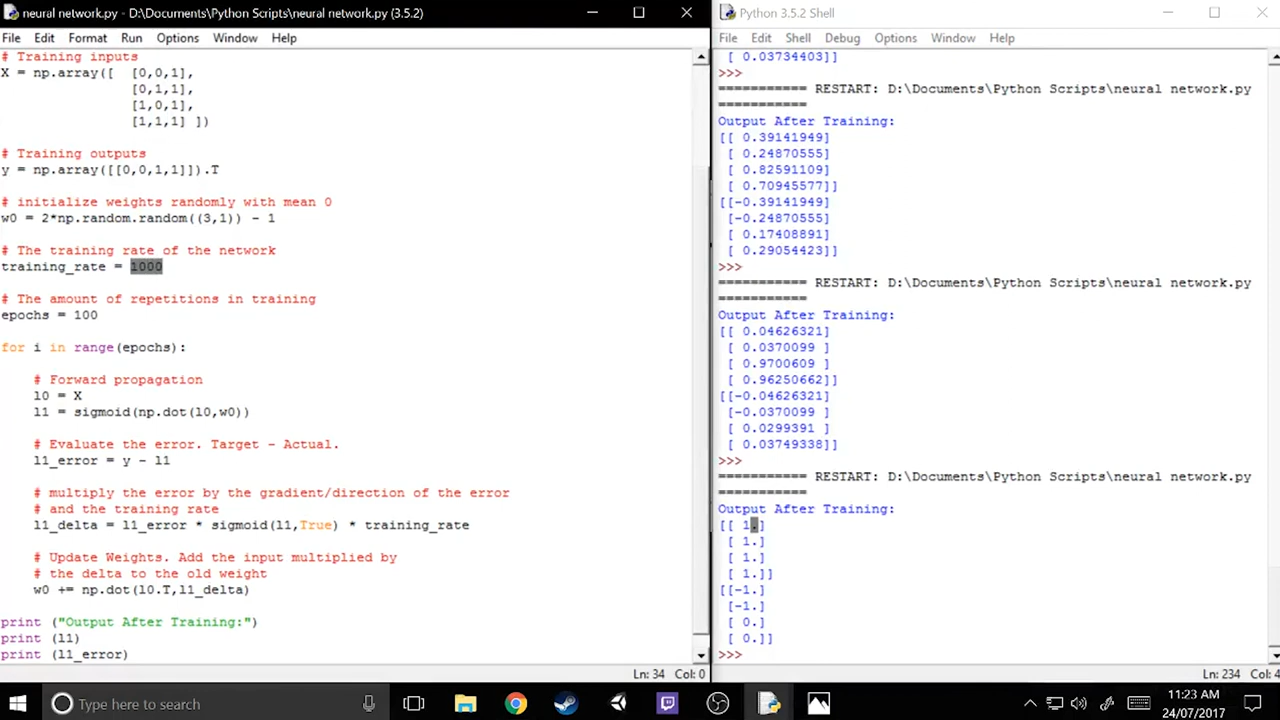 neural network.py - D:\Documents\Python Scripts\neural network.py (3.5.2)
File Edit Format Run Options Window Help
# Training inputs
X = np.array([ [0,0,1],
[0,1,1],
[1,0,1],
[1,1,1] ])
# Training outputs
y = np.array([[0,0,1,1]]).T
# initialize weights randomly with mean 0
w0 = 2*np.random.random((3,1)) - 1
# The training rate of the network
training_rate = 1000
# The amount of repetitions in training
epochs = 100
for i in range(epochs):
# Forward propagation
l0 = X
l1 = sigmoid(np.dot(l0,w0))
# Evaluate the error. Target - Actual.
l1_error = y - l1
# multiply the error by the gradient/direction of the error
# and the training rate
l1_delta = l1_error * sigmoid(l1,True) * training_rate
# Update Weights. Add the input multiplied by
# the delta to the old weight
w0 += np.dot(l0.T,l1_delta)
print ("Output After Training:")
print (l1)
print (l1_error)
Ln: 34 Col: 0
Python 3.5.2 Shell
File Edit Shell Debug Options Window Help
[ 0.03734403]]
>>>
=========== RESTART: D:\Documents\Python Scripts\neural network.py
===========
Output After Training:
[[ 0.39141949]
[ 0.24870555]
[ 0.82591109]
[ 0.70945577]]
[[-0.39141949]
[-0.24870555]
[ 0.17408891]
[ 0.29054423]]
>>>
=========== RESTART: D:\Documents\Python Scripts\neural network.py
===========
Output After Training:
[[ 0.04626321]
[ 0.0370099 ]
[ 0.9700609 ]
[ 0.96250662]]
[[-0.04626321]
[-0.0370099 ]
[ 0.0299391 ]
[ 0.03749338]]
>>>
=========== RESTART: D:\Documents\Python Scripts\neural network.py
===========
Output After Training:
[[ 1.]
[ 1.]
[ 1.]
[ 1.]]
[[-1.]
[-1.]
[ 0.]
[ 0.]]
>>>
Ln: 234 Col: 4
Type here to search
11:23 AM
24/07/2017